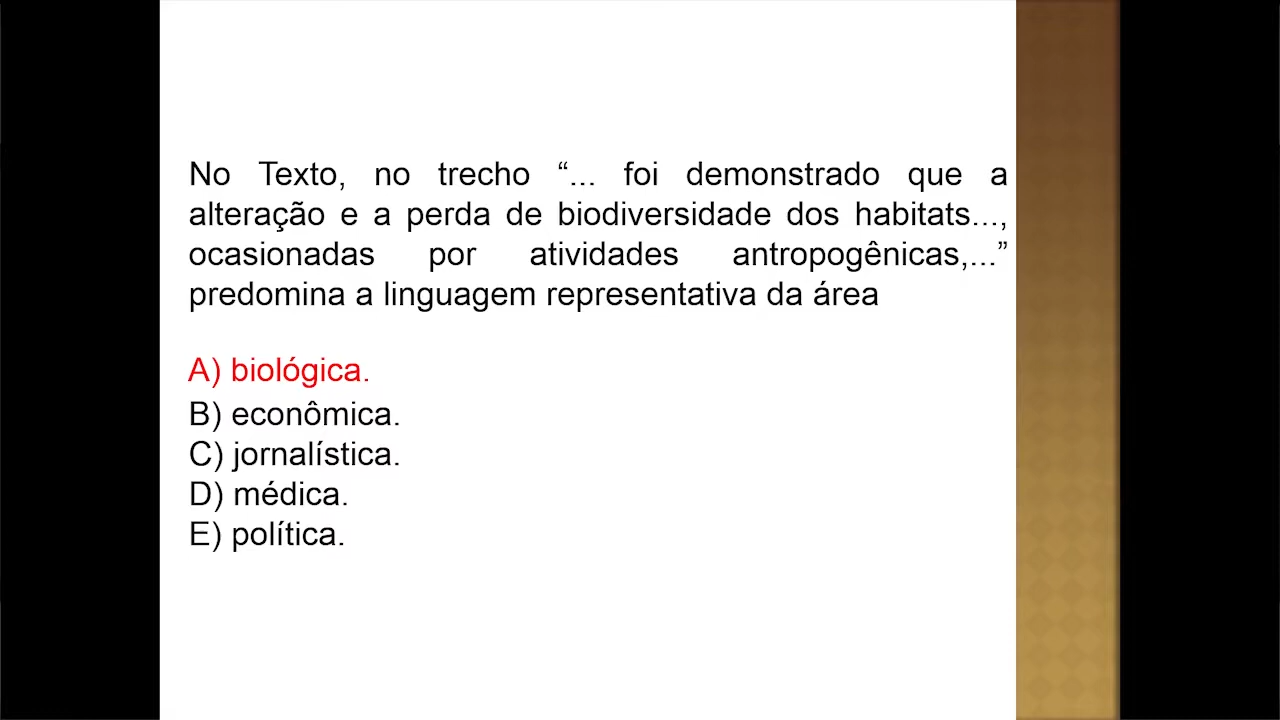 No Texto, no trecho “... foi demonstrado que a
alteração e a perda de biodiversidade dos habitats...,
ocasionadas por atividades antropogênicas,...”
predomina a linguagem representativa da área
A) biológica.
B) econômica.
C) jornalística.
D) médica.
E) política.